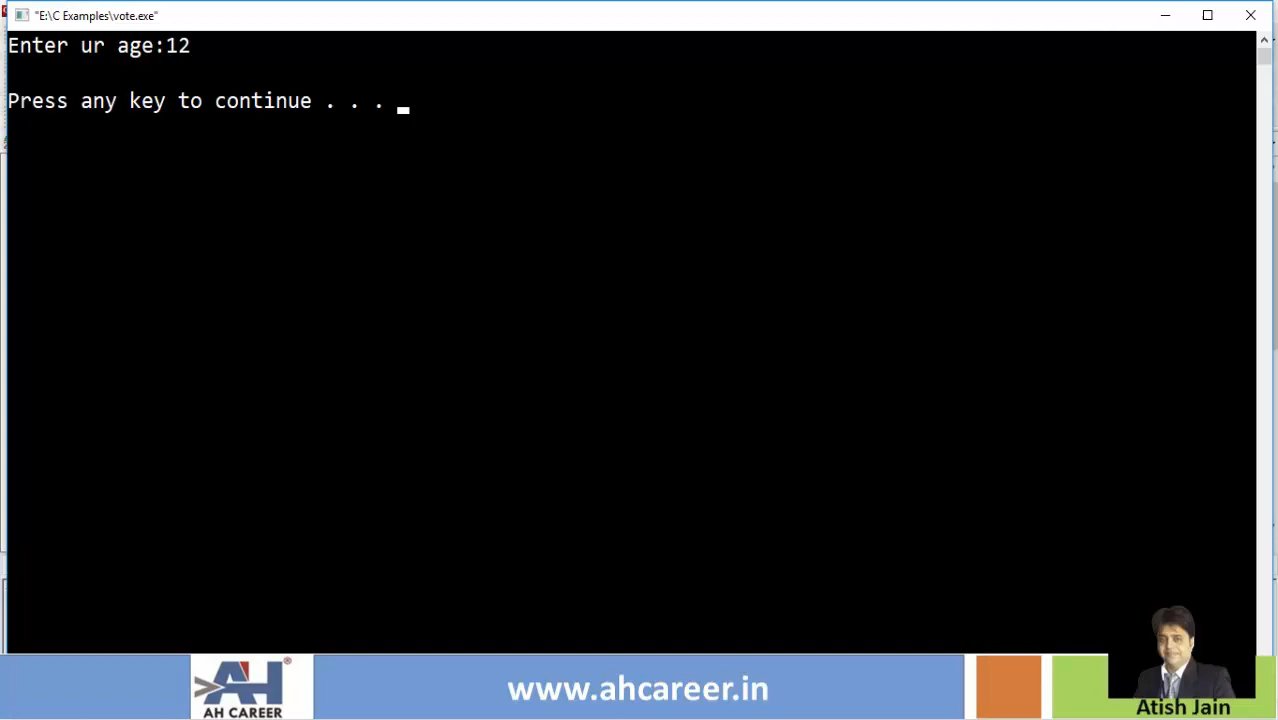 "E:\C Examples\vote.exe"
Enter ur age:12
Press any key to continue . . .
AH
®
AH CAREER
www.ahcareer.in
Atish Jain